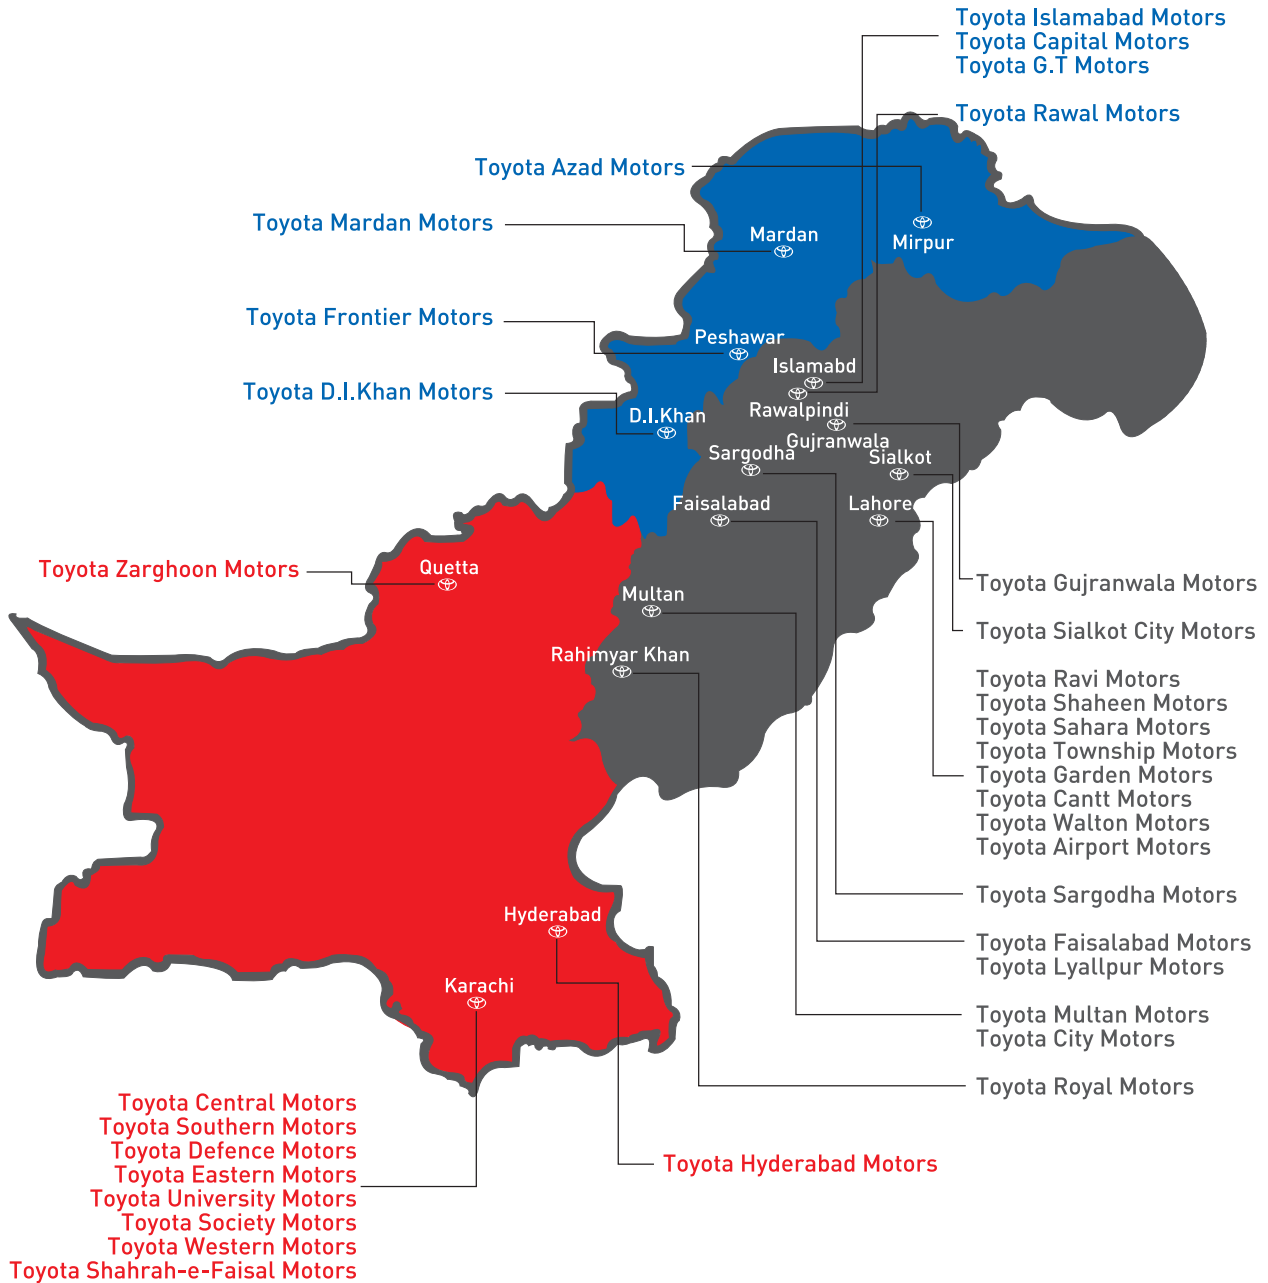 Toyota Islamabad Motors
Toyota Capital Motors
Toyota G.T Motors
Toyota Rawal Motors
Toyota Azad Motors
Toyota Mardan Motors
Mardan
Mirpur
Toyota Frontier Motors
Peshawar
Islamabd
Toyota D.I.Khan Motors
D.I.Khan
Rawalpindi
Gujranwala
Sargodha
Sialkot
Faisalabad
Lahore
Toyota Zarghoon Motors
Quetta
Toyota Gujranwala Motors
Multan
Toyota Sialkot City Motors
Rahimyar Khan
Toyota Ravi Motors
Toyota Shaheen Motors
Toyota Sahara Motors
Toyota Township Motors
Toyota Garden Motors
Toyota Cantt Motors
Toyota Walton Motors
Toyota Airport Motors
Toyota Sargodha Motors
Hyderabad
Toyota Faisalabad Motors
Toyota Lyallpur Motors
Karachi
Toyota Multan Motors
Toyota City Motors
Toyota Royal Motors
Toyota Central Motors
Toyota Southern Motors
Toyota Defence Motors
Toyota Eastern Motors
Toyota University Motors
Toyota Society Motors
Toyota Western Motors
Toyota Shahrah-e-Faisal Motors
Toyota Hyderabad Motors